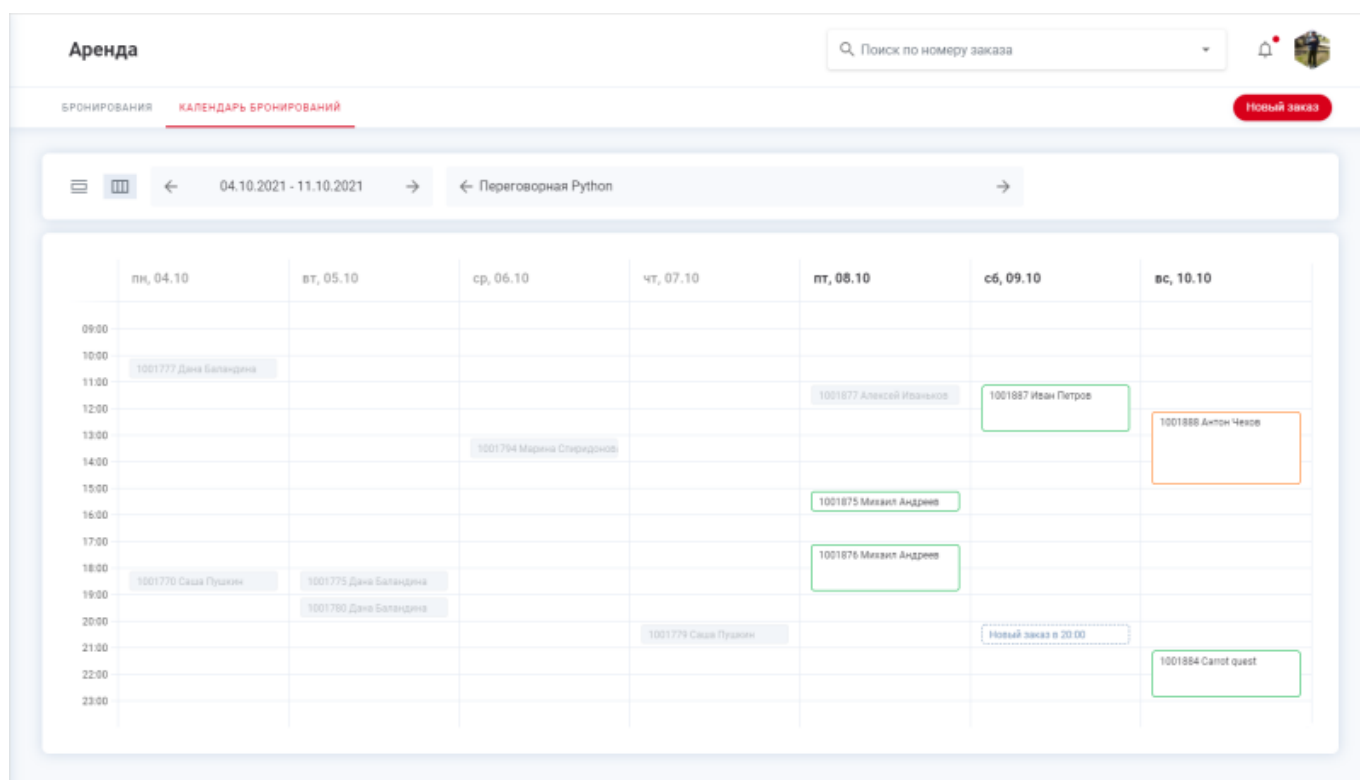 Аренда
Поиск по номеру заказа
БРОНИРОВАНИЯ КАЛЕНДАРЬ БРОНИРОВАНИЙ
Новый заказ
04.10.2021 - 11.10.2021
Переговорная Python
пн, 04.10 вт, 05.10 ср, 06.10 чт, 07.10 пт, 08.10 сб, 09.10 вс, 10.10
09:00
10:00
1001777 Дана Баландина
11:00
1001877 Алексей Иваньков 1001887 Иван Петров
12:00
1001888 Антон Чехов
13:00
1001794 Марина Спиридонова
14:00
15:00
1001875 Михаил Андреев
16:00
17:00
1001876 Михаил Андреев
18:00
1001770 Саша Пушкин 1001775 Дана Баландина
19:00
1001780 Дана Баландина
20:00
1001779 Саша Пушкин Новый заказ в 20:00
21:00
1001884 Carrot quest
22:00
23:00